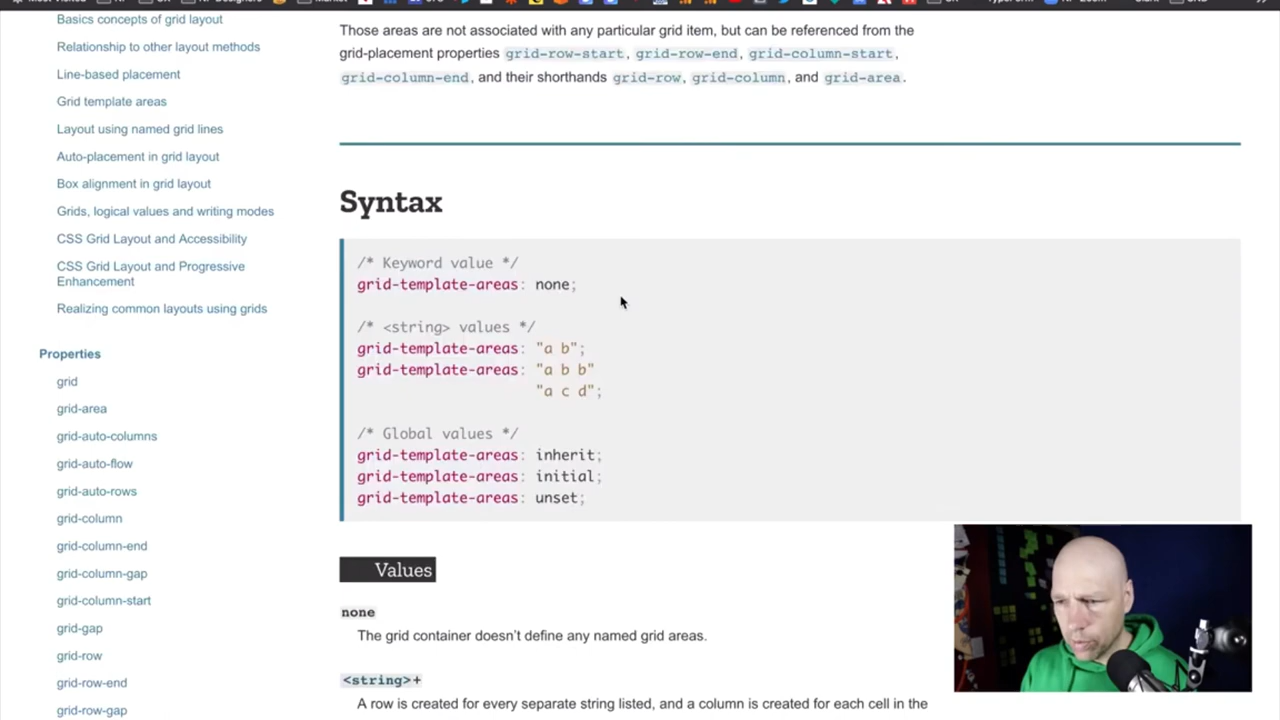 Basics concepts of grid layout
Relationship to other layout methods
Line-based placement
Grid template areas
Layout using named grid lines
Auto-placement in grid layout
Box alignment in grid layout
Grids, logical values and writing modes
CSS Grid Layout and Accessibility
CSS Grid Layout and Progressive
Enhancement
Realizing common layouts using grids
Properties
grid
grid-area
grid-auto-columns
grid-auto-flow
grid-auto-rows
grid-column
grid-column-end
grid-column-gap
grid-column-start
grid-gap
grid-row
grid-row-end
grid-row-gap
Those areas are not associated with any particular grid item, but can be referenced from the
grid-placement properties grid-row-start, grid-row-end, grid-column-start,
grid-column-end, and their shorthands grid-row, grid-column, and grid-area.
Syntax
/* Keyword value */
grid-template-areas: none;
/* <string> values */
grid-template-areas: "a b";
grid-template-areas: "a b b"
"a c d";
/* Global values */
grid-template-areas: inherit;
grid-template-areas: initial;
grid-template-areas: unset;
Values
none
The grid container doesn't define any named grid areas.
<string>+
A row is created for every separate string listed, and a column is created for each cell in the